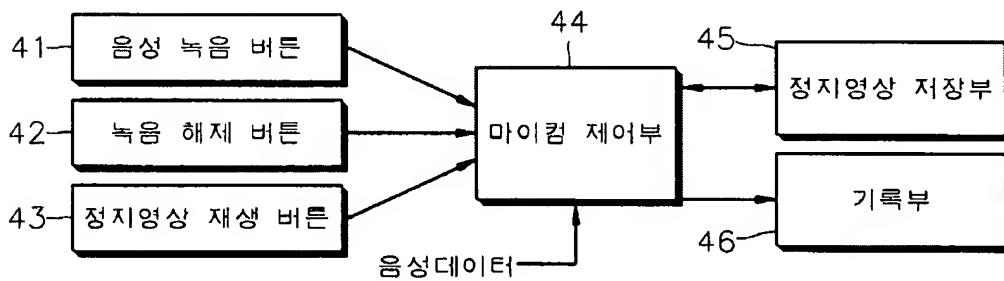 41
음성 녹음 버튼
42
녹음 해제 버튼
43
정지영상 재생 버튼
44
마이컴 제어부
음성데이터
45
정지영상 저장부
기록부
46